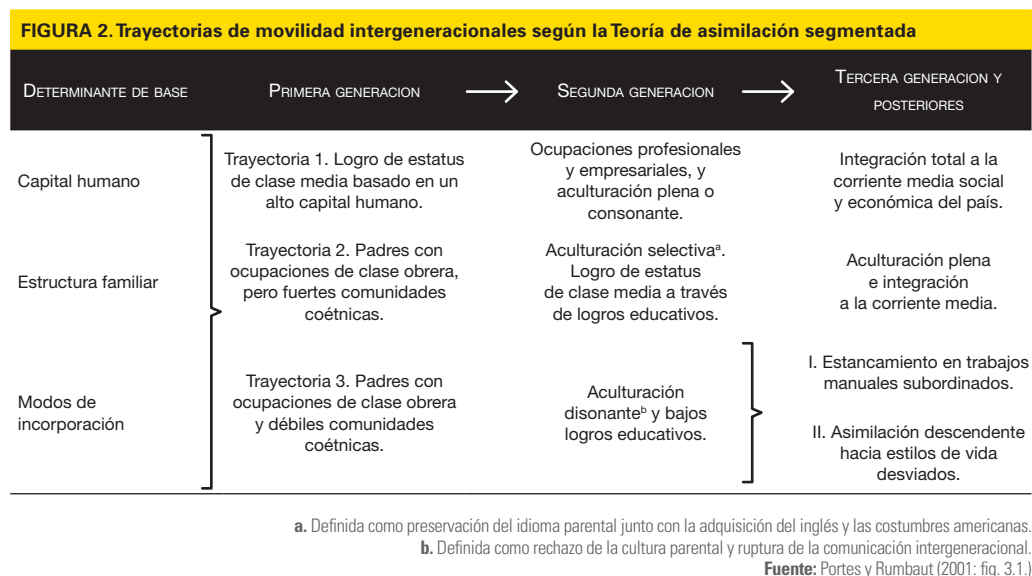 FIGURA 2. Trayectorias de movilidad intergeneracionales según la Teoría de asimilación segmentada
DETERMINANTE DE BASE
PRIMERA GENERACION
SEGUNDA GENERACION
TERCERA GENERACION Y
POSTERIORES
Capital humano
Trayectoria 1. Logro de estatus
de clase media basado en un
alto capital humano.
Ocupaciones profesionales
y empresariales, y
aculturación plena o
consonante.
Integración total a la
corriente media social
y económica del país.
Estructura familiar
Trayectoria 2. Padres con
ocupaciones de clase obrera,
pero fuertes comunidades
coétnicas.
Aculturación selectivaª.
Logro de estatus
de clase media a través
de logros educativos.
Aculturación plena
e integración
a la corriente media.
Modos de
incorporación
Trayectoria 3. Padres con
ocupaciones de clase obrera
y débiles comunidades
coétnicas.
Aculturación
disonanteᵇ y bajos
logros educativos.
I. Estancamiento en trabajos
manuales subordinados.
II. Asimilación descendente
hacia estilos de vida
desviados.
a. Definida como preservación del idioma parental junto con la adquisición del inglés y las costumbres americanas.
b. Definida como rechazo de la cultura parental y ruptura de la comunicación intergeneracional.
Fuente: Portes y Rumbaut (2001: fig. 3.1.)